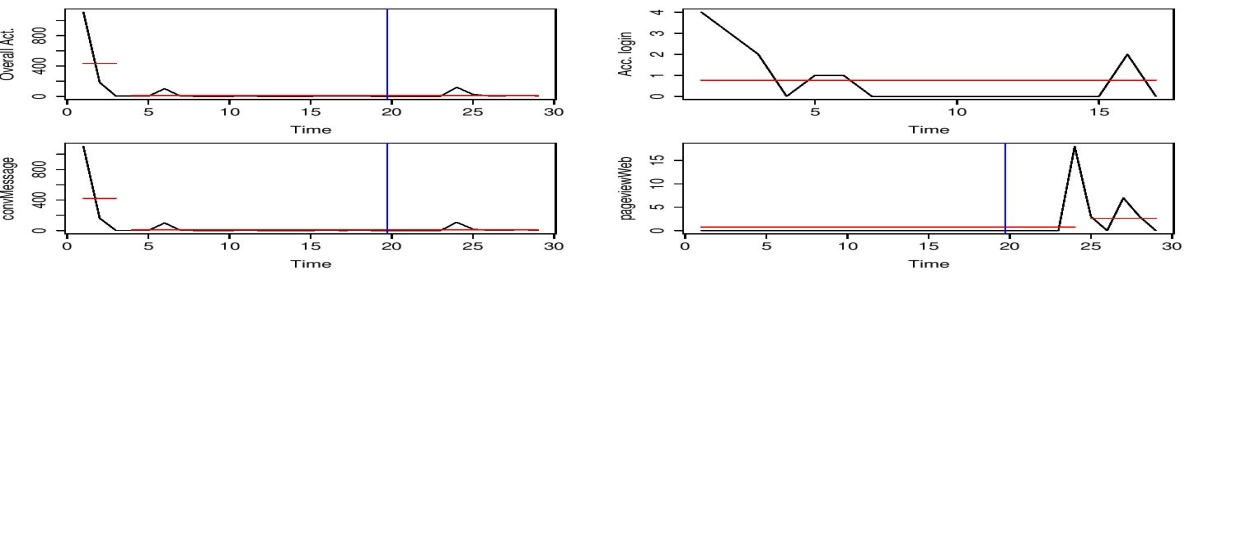 Overall Act.
0 400 800
0 5 10 15 20 25 30
Time
Acc. login
0 1 2 3 4
5 10 15
Time
convMessage
0 400 800
0 5 10 15 20 25 30
Time
pageviewWeb
0 5 10 15
0 5 10 15 20 25 30
Time